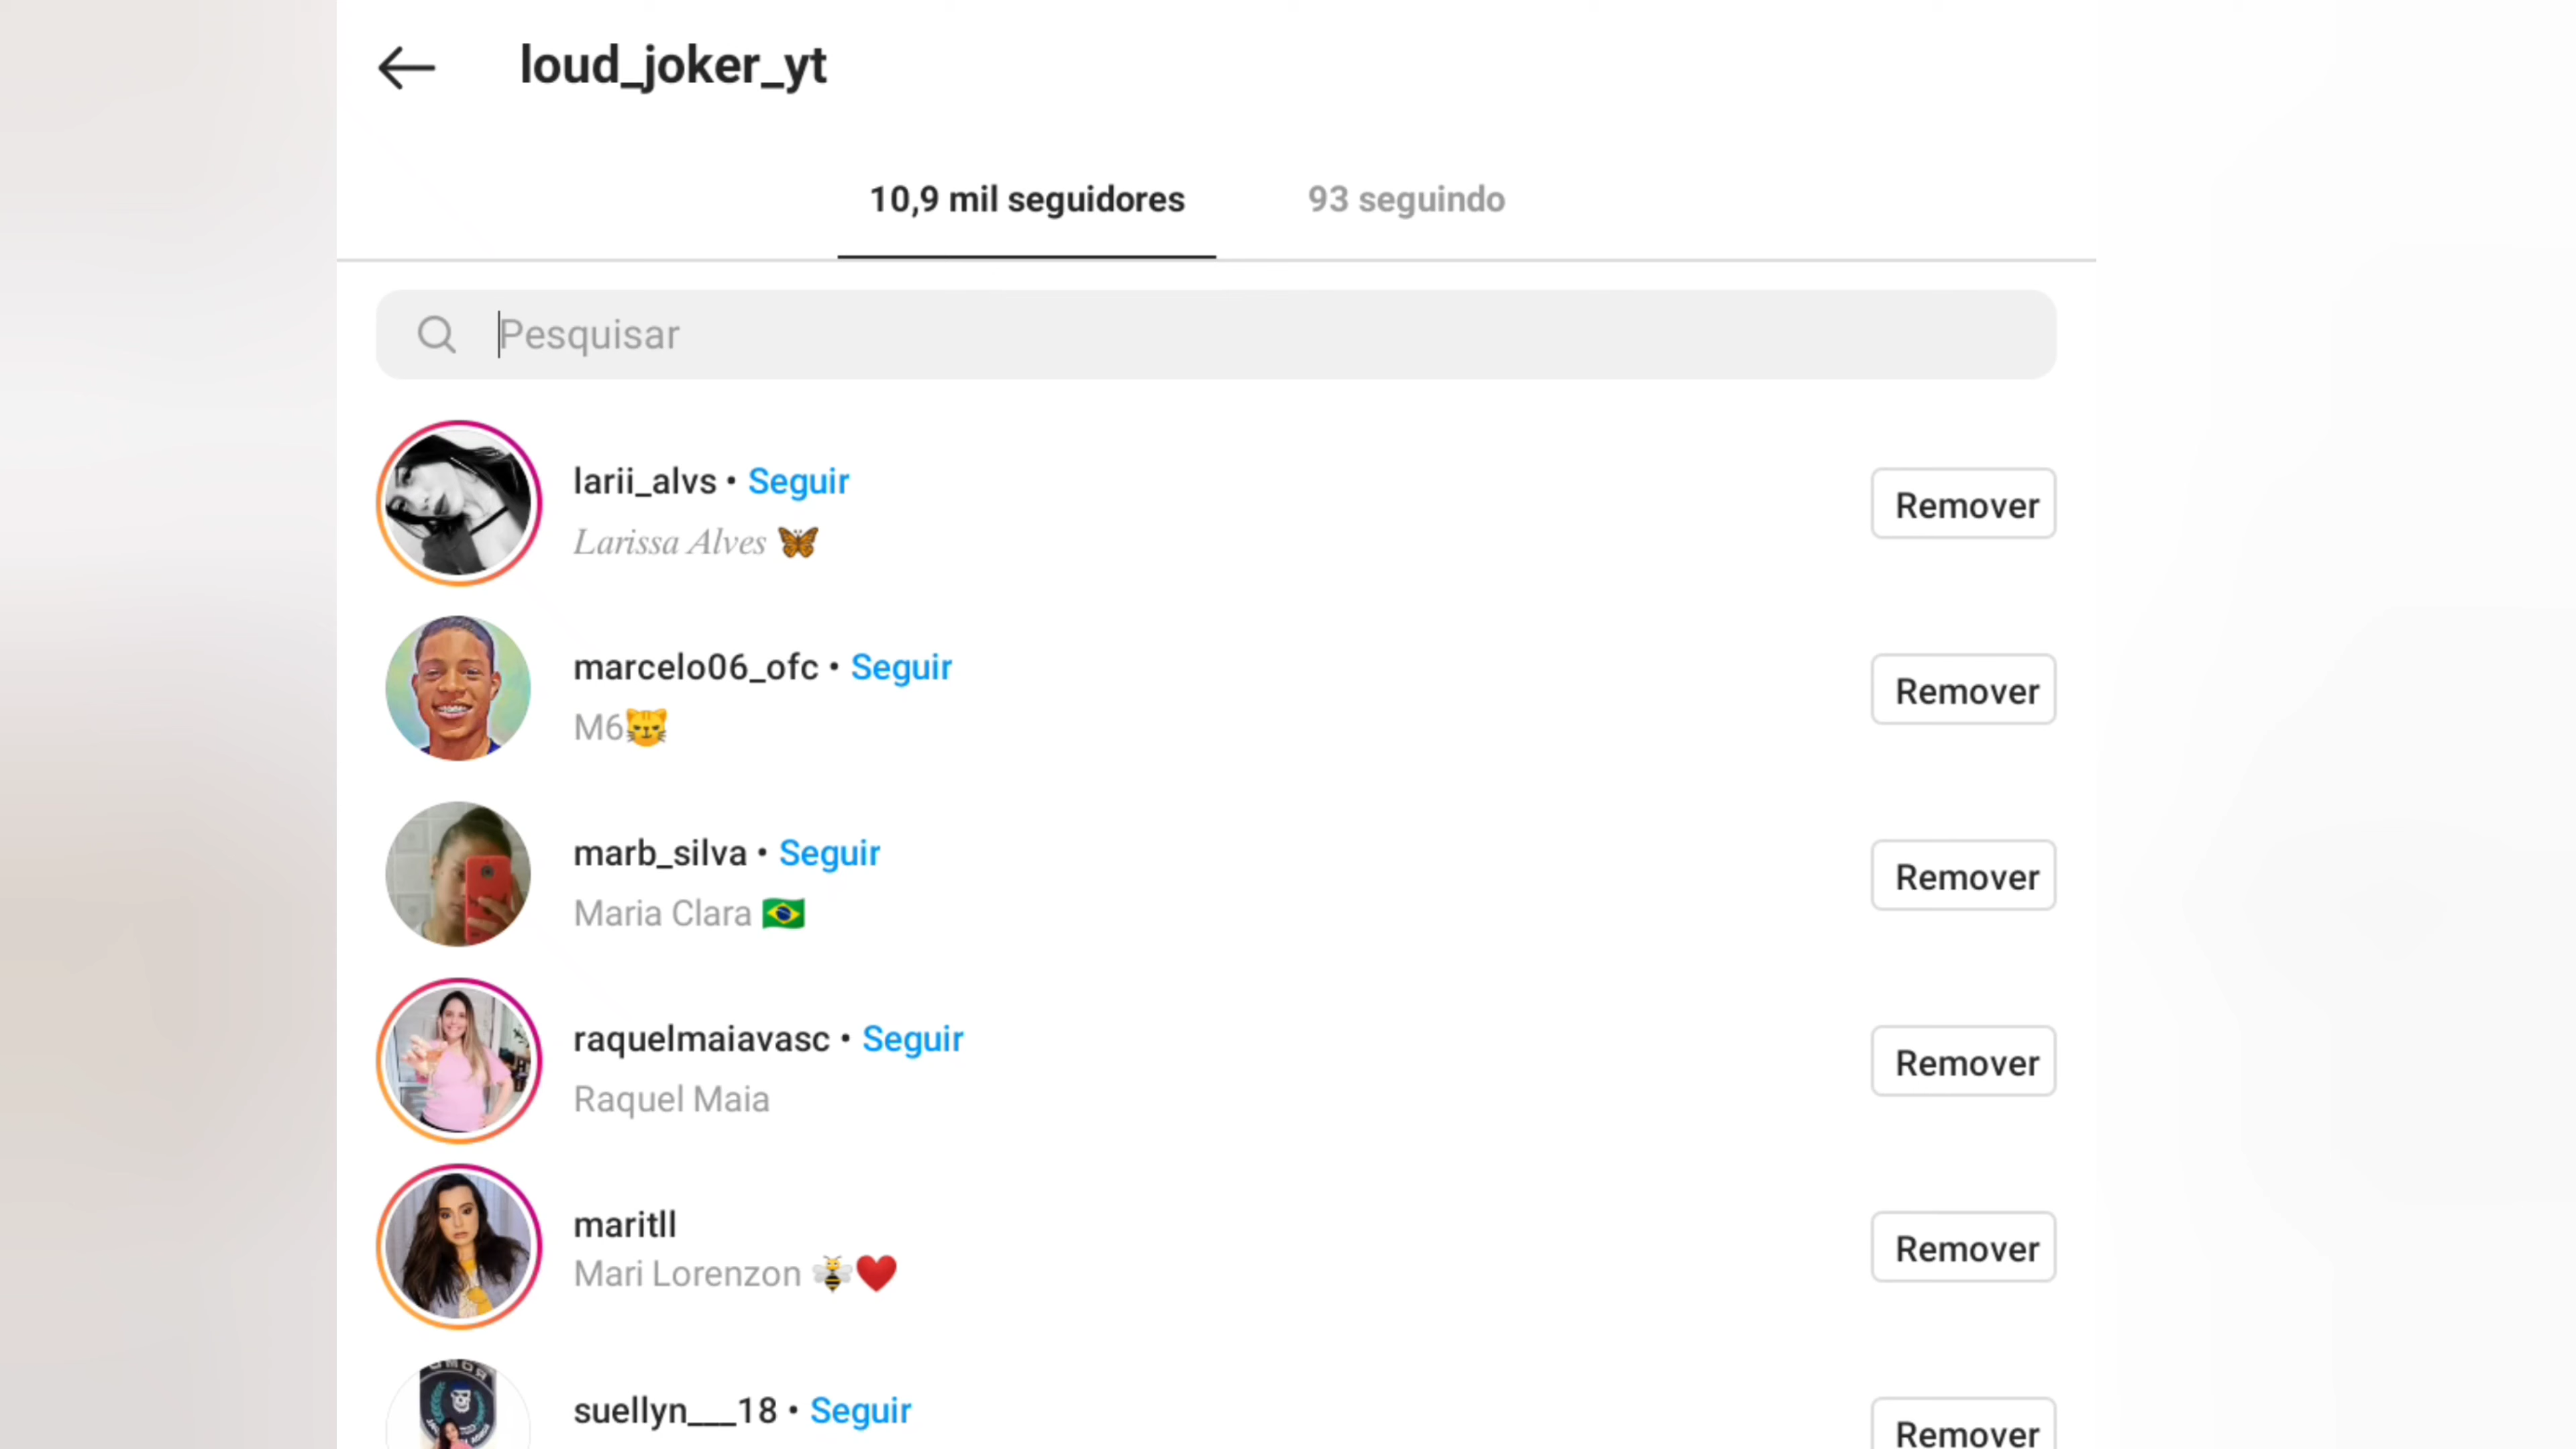 loud_joker_yt
10,9 mil seguidores 93 seguindo
Pesquisar
larii_alvs • Seguir
Larissa Alves 🦋
Remover
marcelo06_ofc • Seguir
M6😼
Remover
marb_silva • Seguir
Maria Clara 🇧🇷
Remover
raquelmaiavasc • Seguir
Raquel Maia
Remover
maritll
Mari Lorenzon 🐝❤️
Remover
suellyn___18 • Seguir
Remover